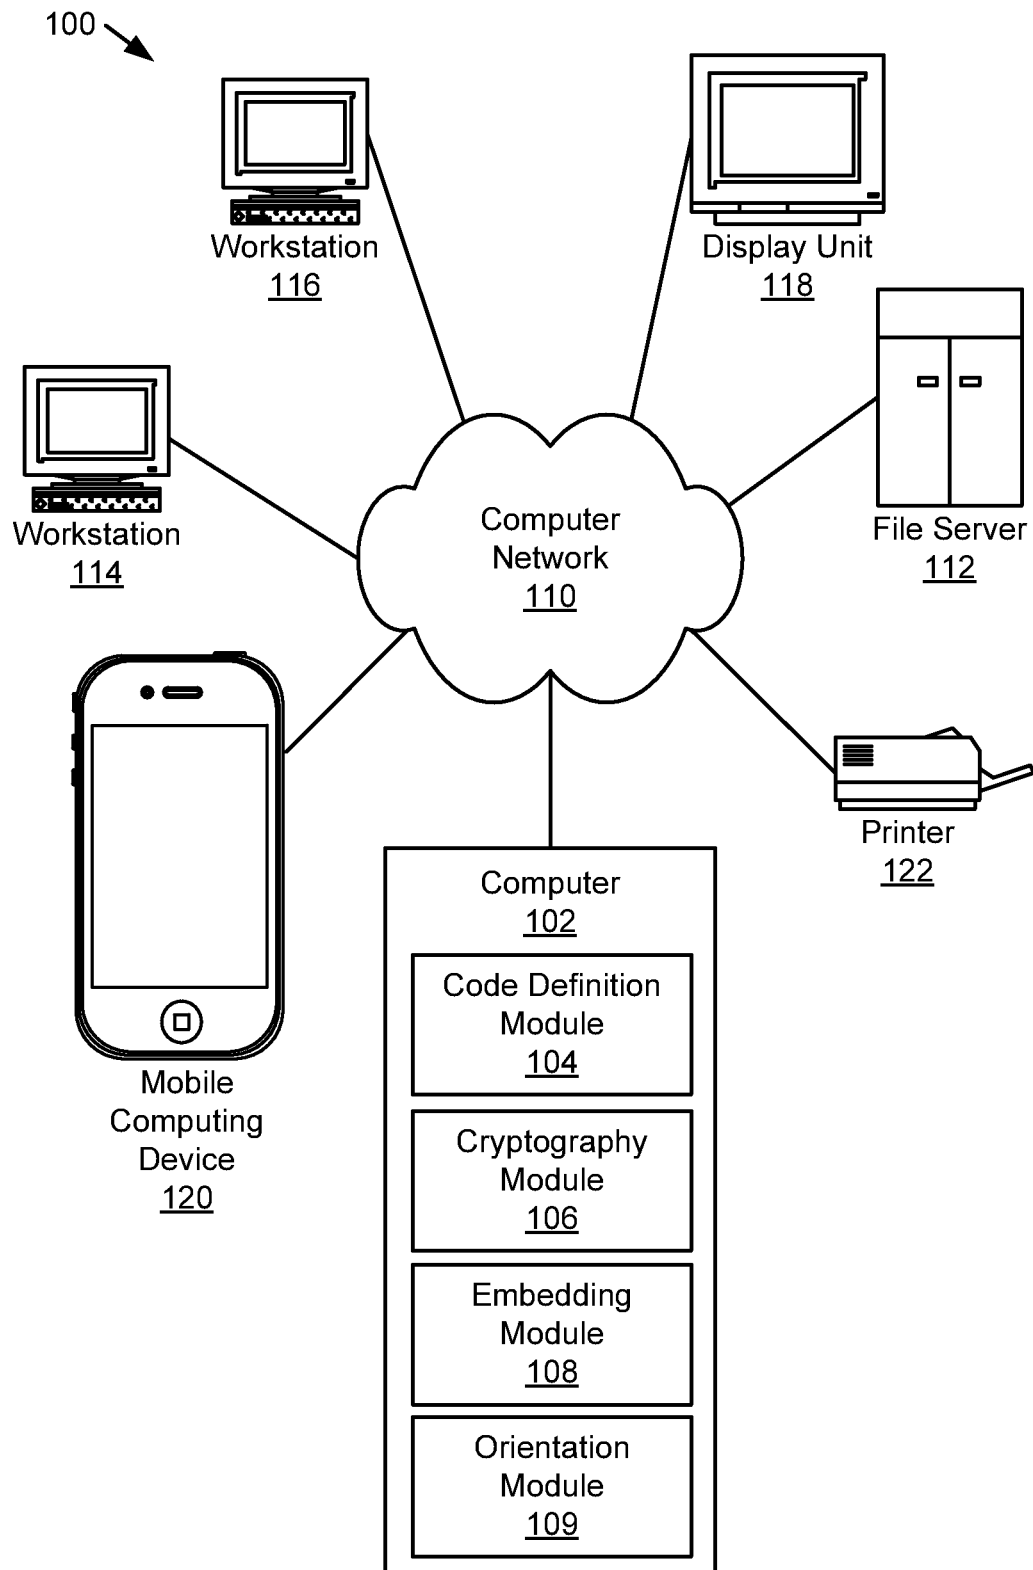 100
Workstation
116
Display Unit
118
Workstation
114
Computer
Network
110
File Server
112
Mobile
Computing
Device
120
Printer
122
Computer
102
Code Definition
Module
104
Cryptography
Module
106
Embedding
Module
108
Orientation
Module
109